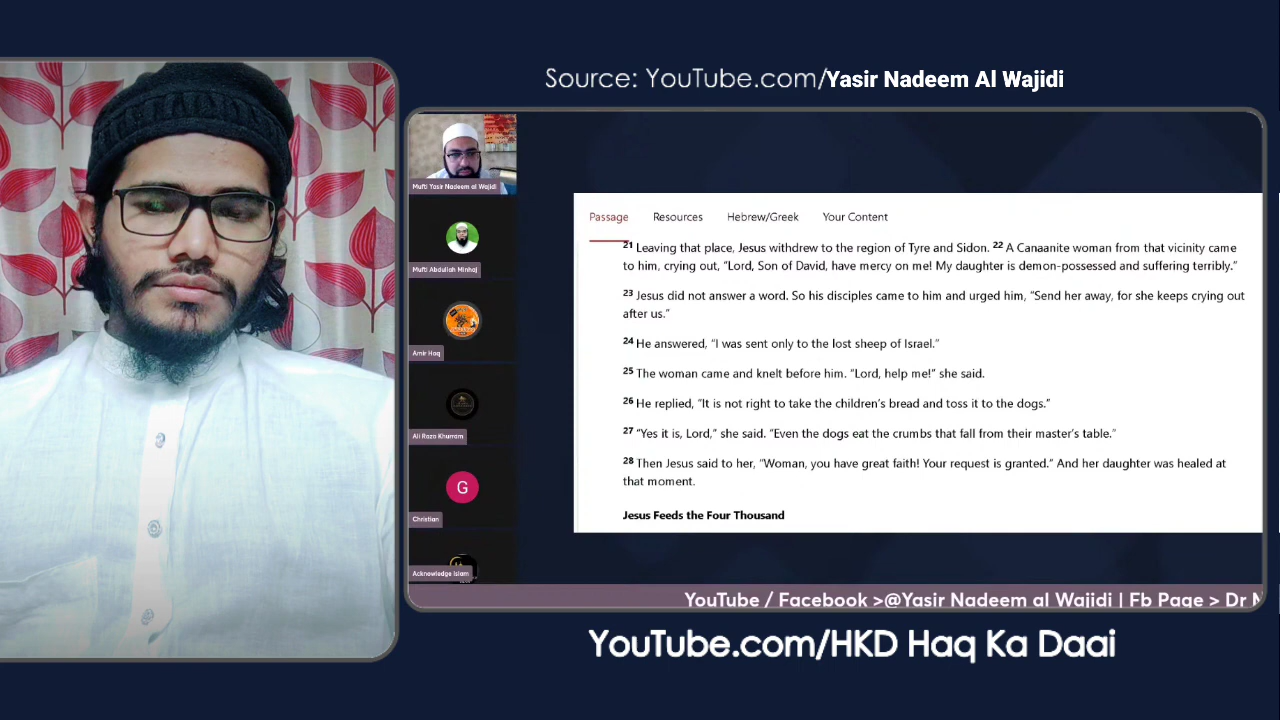 Source: YouTube.com/Yasir Nadeem Al Wajidi
Mufti Yasir Nadeem al Wajidi
Mufti Abdullah Minhaj
Amir Haq
Ali Raza Khurram
G
Christian
Acknowledge Islam
Passage Resources Hebrew/Greek Your Content
21 Leaving that place, Jesus withdrew to the region of Tyre and Sidon. 22 A Canaanite woman from that vicinity came
to him, crying out, “Lord, Son of David, have mercy on me! My daughter is demon-possessed and suffering terribly.”
23 Jesus did not answer a word. So his disciples came to him and urged him, “Send her away, for she keeps crying out
after us.”
24 He answered, “I was sent only to the lost sheep of Israel.”
25 The woman came and knelt before him. “Lord, help me!” she said.
26 He replied, “It is not right to take the children’s bread and toss it to the dogs.”
27 “Yes it is, Lord,” she said. “Even the dogs eat the crumbs that fall from their master’s table.”
28 Then Jesus said to her, “Woman, you have great faith! Your request is granted.” And her daughter was healed at
that moment.
Jesus Feeds the Four Thousand
YouTube / Facebook >@Yasir Nadeem al Wajidi | Fb Page > Dr
YouTube.com/HKD Haq Ka Daai